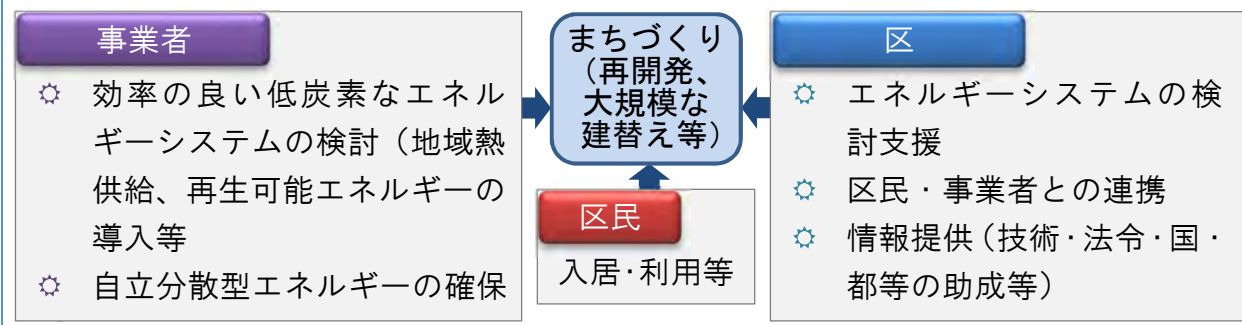 事業者
効率の良い低炭素なエネル
ギーシステムの検討（地域熱
供給、再生可能エネルギーの
導入等
自立分散型エネルギーの確保
まちづくり
（再開発、
大規模な
建替え等）
区民
入居･利用等
区
エネルギーシステムの検
討支援
区民・事業者との連携
情報提供（技術･法令･国・
都等の助成等）